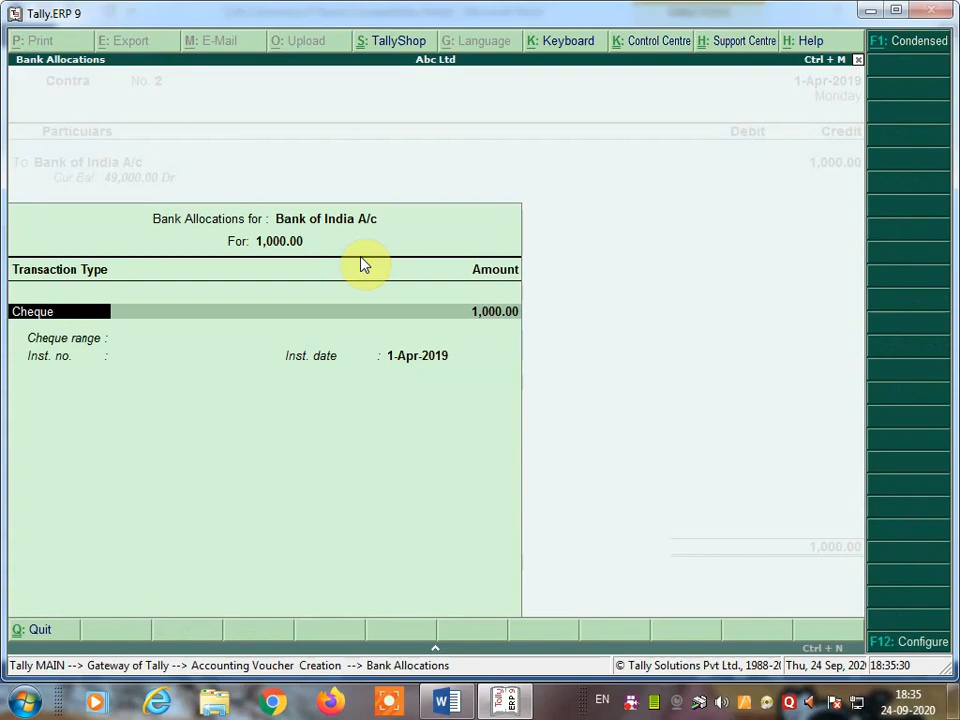 Tally.ERP 9
P: Print E: Export M: E-Mail O: Upload S: TallyShop G: Language K: Keyboard K: Control Centre H: Support Centre H: Help F1: Condensed
Bank Allocations Abc Ltd Ctrl + M
Contra No. 2 1-Apr-2019
Monday
Particulars Debit Credit
To Bank of India A/c 1,000.00
Cur Bal: 49,000.00 Dr
Bank Allocations for : Bank of India A/c
For: 1,000.00
Transaction Type Amount
Cheque 1,000.00
Cheque range :
Inst. no. : Inst. date : 1-Apr-2019
1,000.00
Q: Quit
Ctrl + N F12: Configure
Tally MAIN --> Gateway of Tally --> Accounting Voucher Creation --> Bank Allocations © Tally Solutions Pvt Ltd., 1988-20 Thu, 24 Sep, 202 18:35:30
EN 18:35
24-09-2020